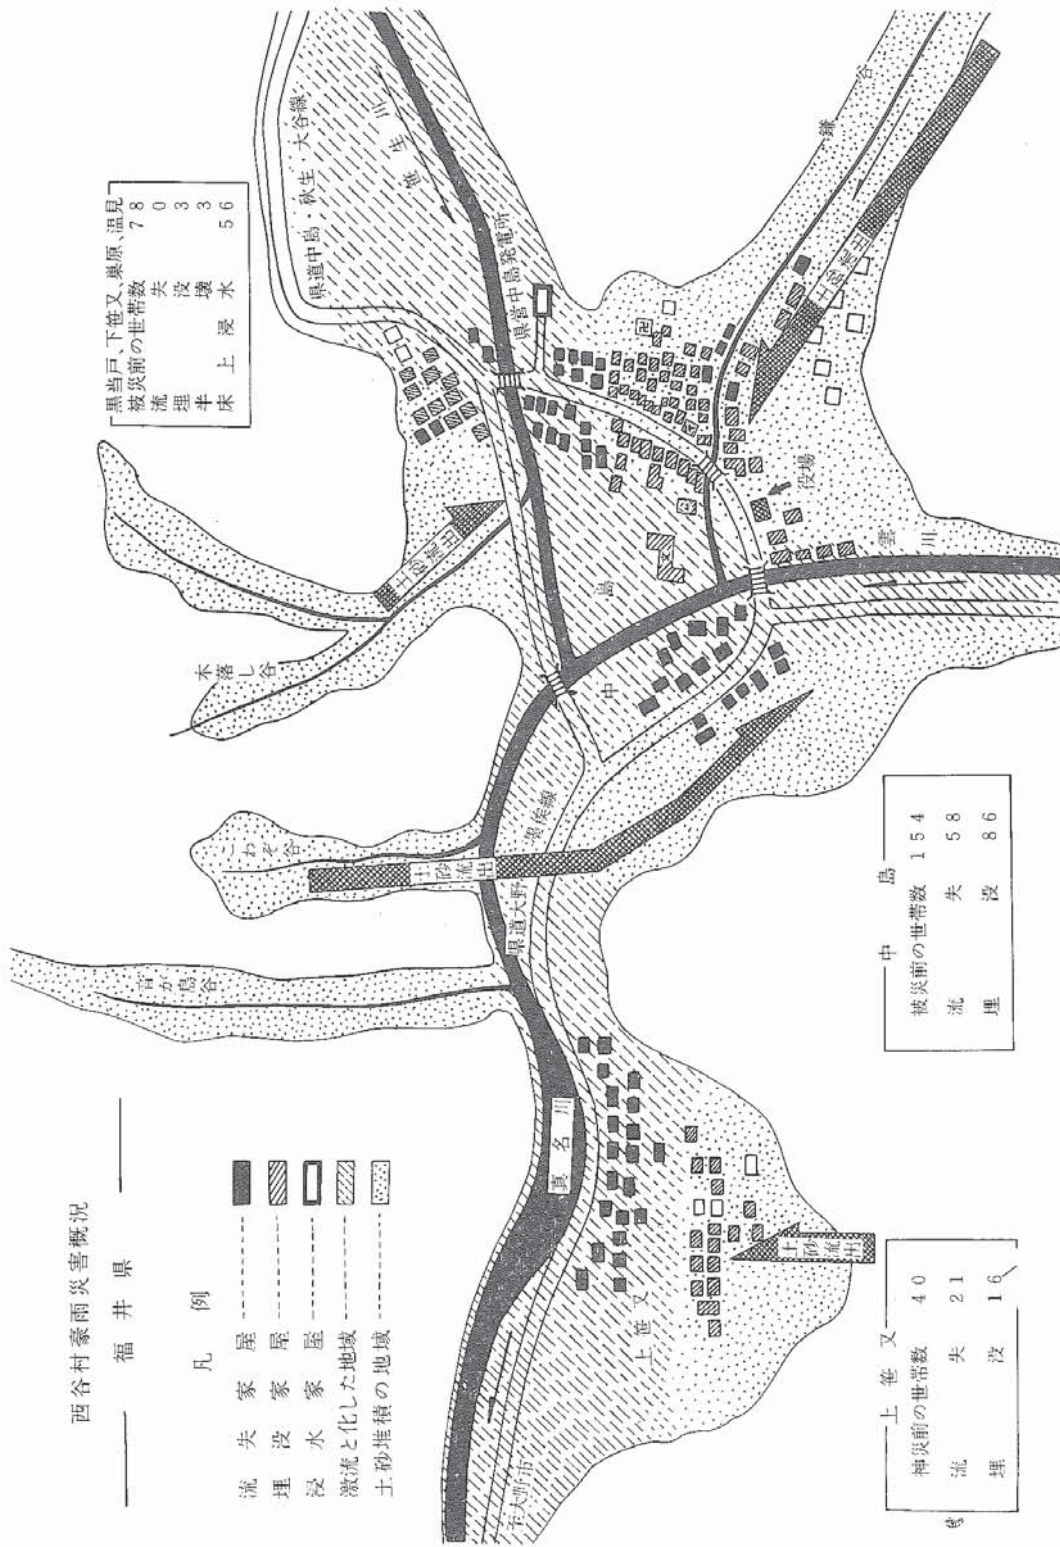 西谷村豪雨災害概況
福井県
凡例
流失家屋
埋没家屋
浸水家屋
激流と化した地域
土砂堆積の地域
黒当戸、下笹又、巣原、温見
被災前の世帯数 78
流失 0
埋没 3
半壊 3
床上浸水 56
県道中島・秋生・大谷線
笹生川
県営中島発電所
鎌谷
土砂流出
役場
雲川
土砂流出
木落し谷
中島
こわぞ谷
土砂流出
県道大野
真名川
至大野市
上笹又
土砂流出
中島
被災前の世帯数 154
流失 58
埋没 86
上笹又
神災前の世帯数 40
流失 21
埋没 16